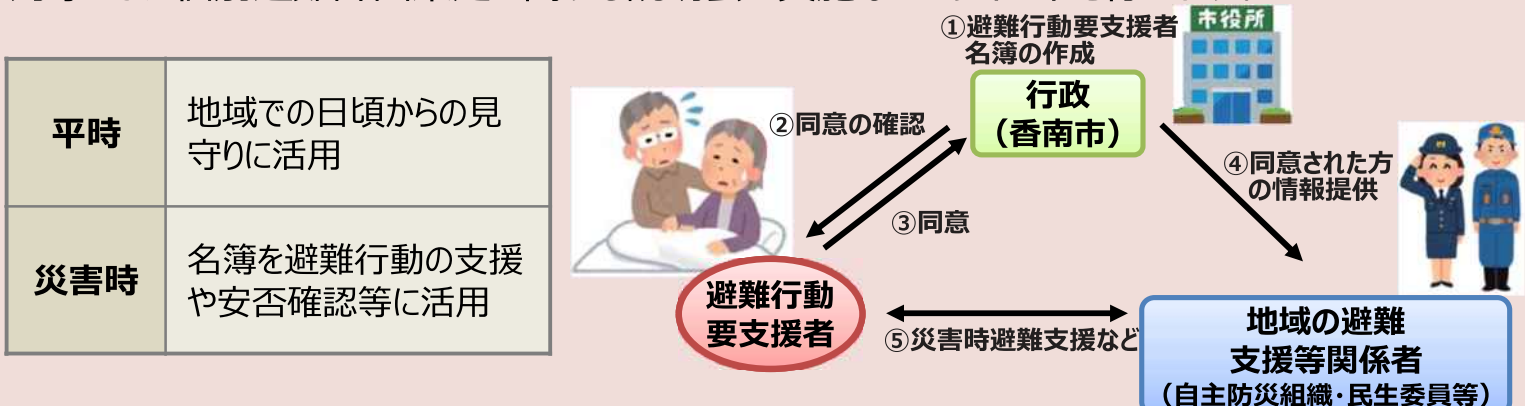 平時
地域での日頃からの見
守りに活用
災害時
名簿を避難行動の支援
や安否確認等に活用
①避難行動要支援者
名簿の作成
市役所
行政
（香南市）
②同意の確認
③同意
④同意された方
の情報提供
避難行動
要支援者
⑤災害時避難支援など
地域の避難
支援等関係者
（自主防災組織・民生委員等）